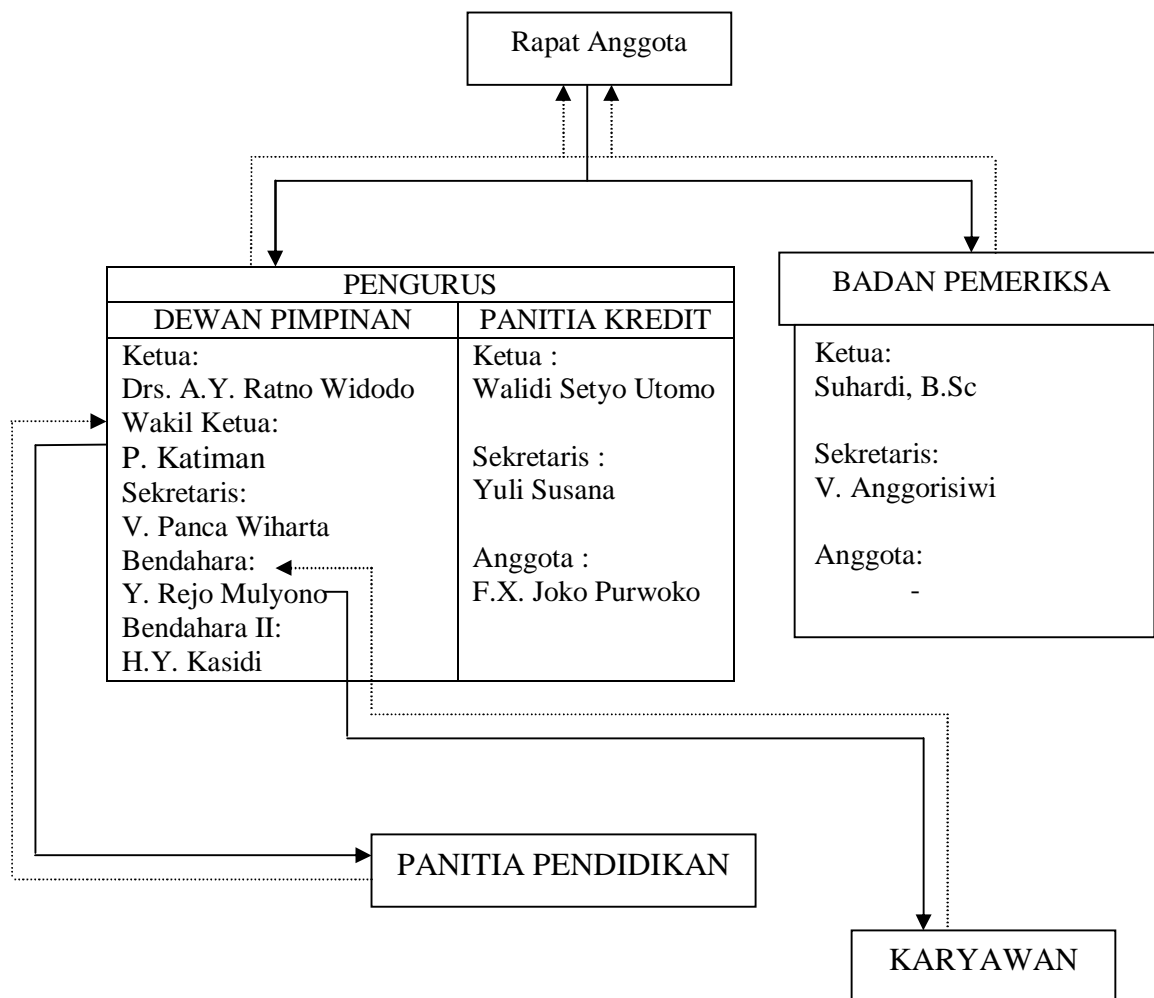 Rapat Anggota
PENGURUS
DEWAN PIMPINAN
Ketua:
Drs. A.Y. Ratno Widodo
Wakil Ketua:
P. Katiman
Sekretaris:
V. Panca Wiharta
Bendahara:
Y. Rejo Mulyono
Bendahara II:
H.Y. Kasidi
PANITIA KREDIT
Ketua :
Walidi Setyo Utomo
Sekretaris :
Yuli Susana
Anggota :
F.X. Joko Purwoko
BADAN PEMERIKSA
Ketua:
Suhardi, B.Sc
Sekretaris:
V. Anggorisiwi
Anggota:
-
PANITIA PENDIDIKAN
KARYAWAN